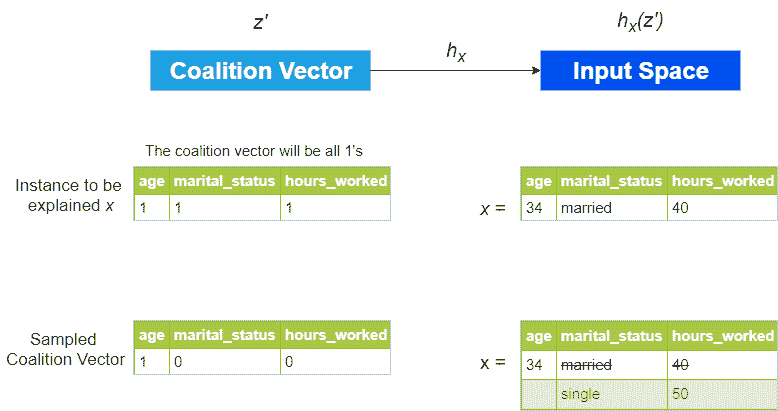 z'
hx(z')
Coalition Vector
hx
Input Space
The coalition vector will be all 1's
Instance to be
explained x
age marital_status hours_worked
1 1 1
x =
age marital_status hours_worked
34 married 40
Sampled
Coalition Vector
age marital_status hours_worked
1 0 0
x =
age marital_status hours_worked
34 married 40
single 50